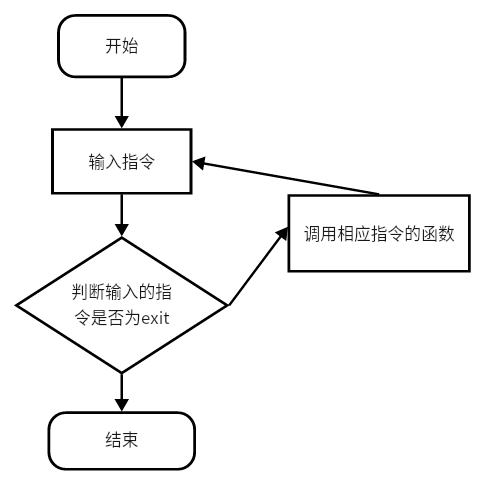 开始
输入指令
调用相应指令的函数
判断输入的指
令是否为exit
结束